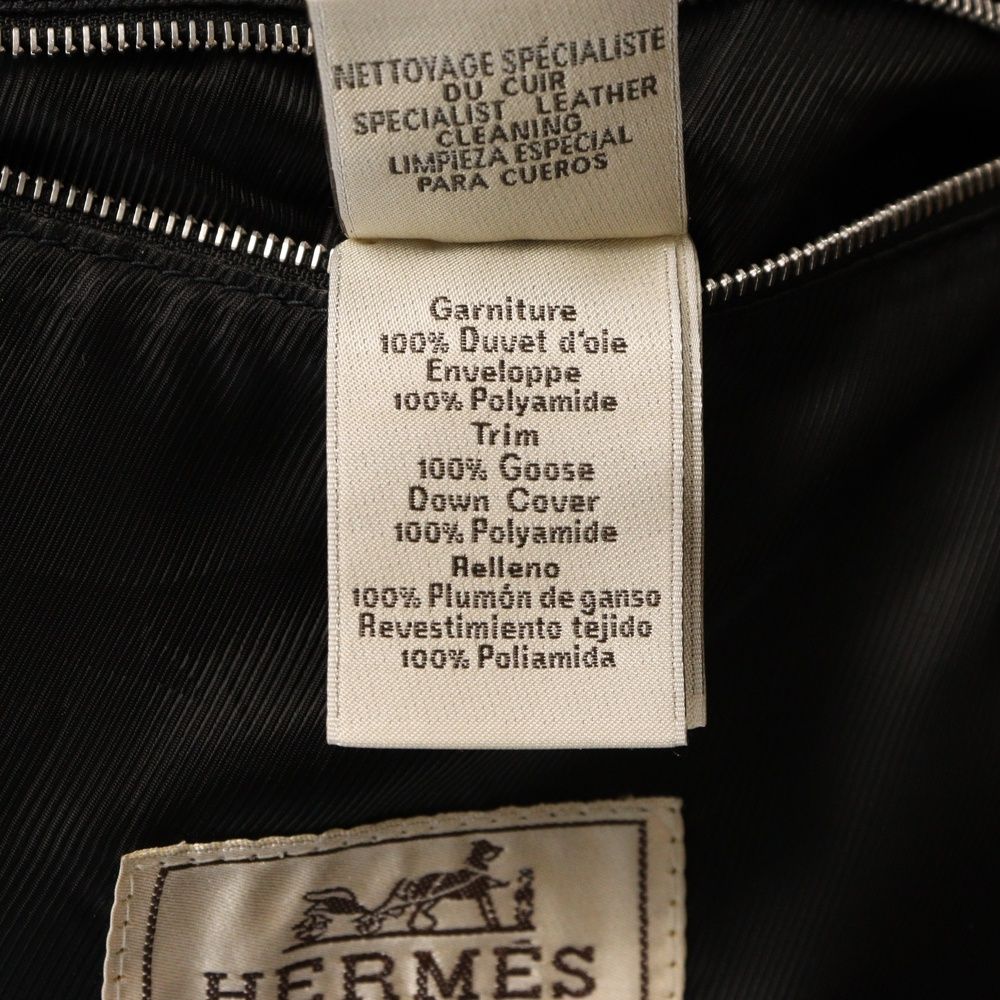 NETTOYAGE SPÉCIALISTE
DU CUIR
SPECIALIST LEATHER
CLEANING
LIMPIEZA ESPECIAL
PARA CUEROS
Garniture
100% Duvet d'oie
Enveloppe
100% Polyamide
Trim
100% Goose
Down Cover
100% Polyamide
Relleno
100% Plumón de ganso
Revestimiento tejido
100% Poliamida
HERMÈS